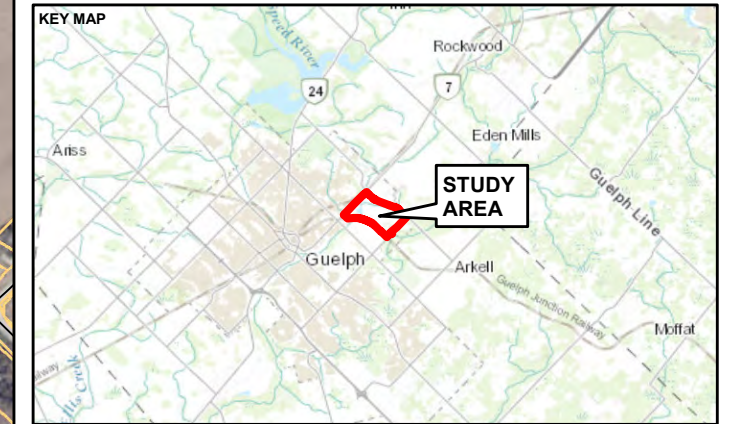 KEY MAP
Speed River
Rockwood
24
7
Eden Mills
Ariss
STUDY
AREA
Guelph Line
Guelph
Arkell
Guelph Junction Railway
Moffat
Creek